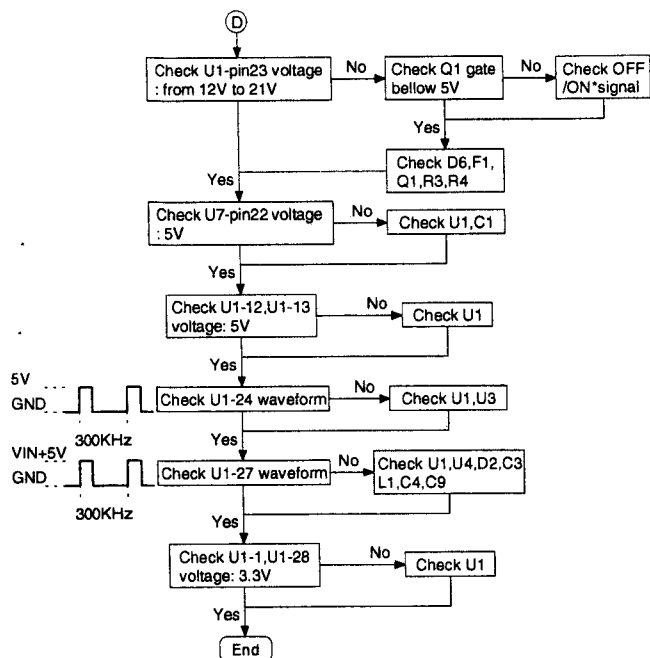 D
Check U1-pin23 voltage
: from 12V to 21V
No
Check Q1 gate
bellow 5V
No
Check OFF
/ON*signal
Yes
Check D6,F1,
Q1,R3,R4
Yes
Check U7-pin22 voltage
: 5V
No
Check U1,C1
Yes
Check U1-12,U1-13
voltage: 5V
No
Check U1
Yes
5V
GND
300KHz
Check U1-24 waveform
No
Check U1,U3
Yes
VIN+5V
GND
300KHz
Check U1-27 waveform
No
Check U1,U4,D2,C3
L1,C4,C9
Yes
Check U1-1,U1-28
voltage: 3.3V
No
Check U1
Yes
End